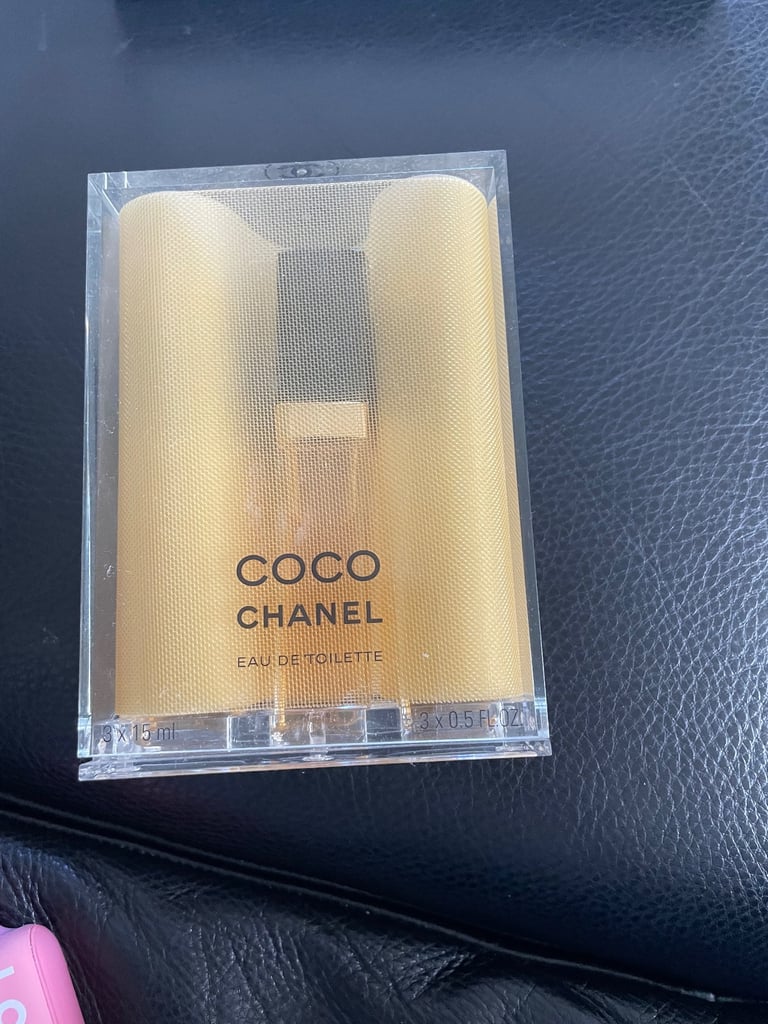 COCO
CHANEL
EAU DE TOILETTE
3 x 15 ml
3 x 0.5 FL.OZ.